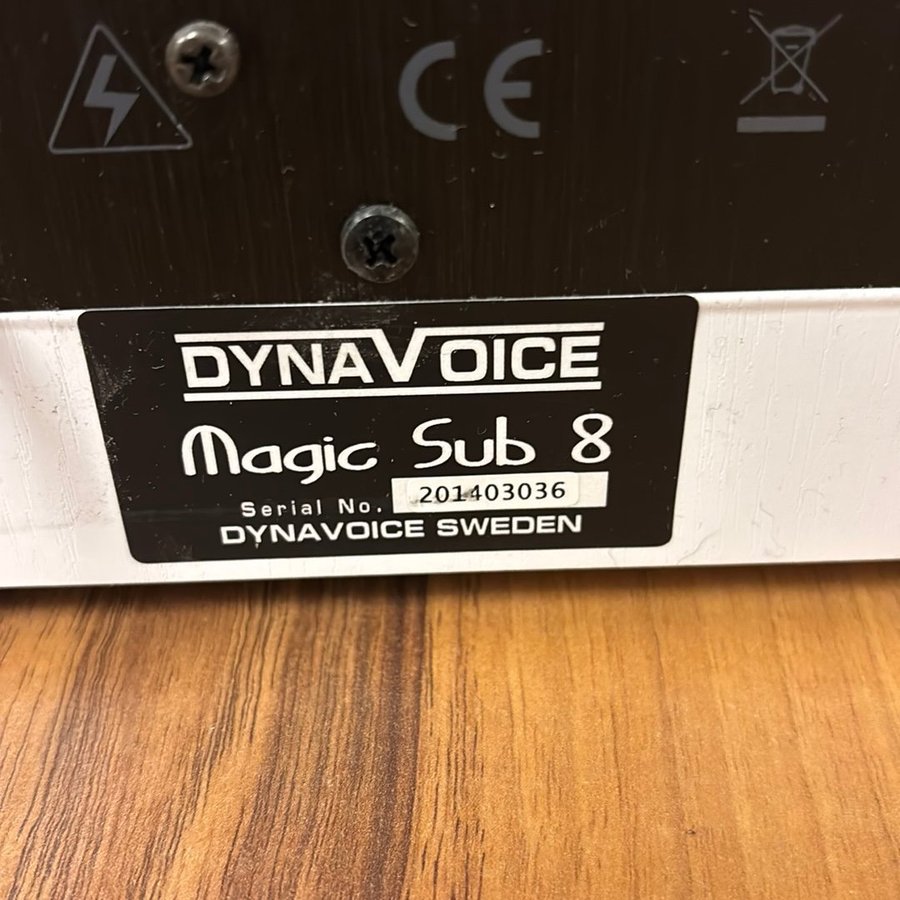 CE
DYNAVOICE
Magic Sub 8
Serial No. 201403036
DYNAVOICE SWEDEN